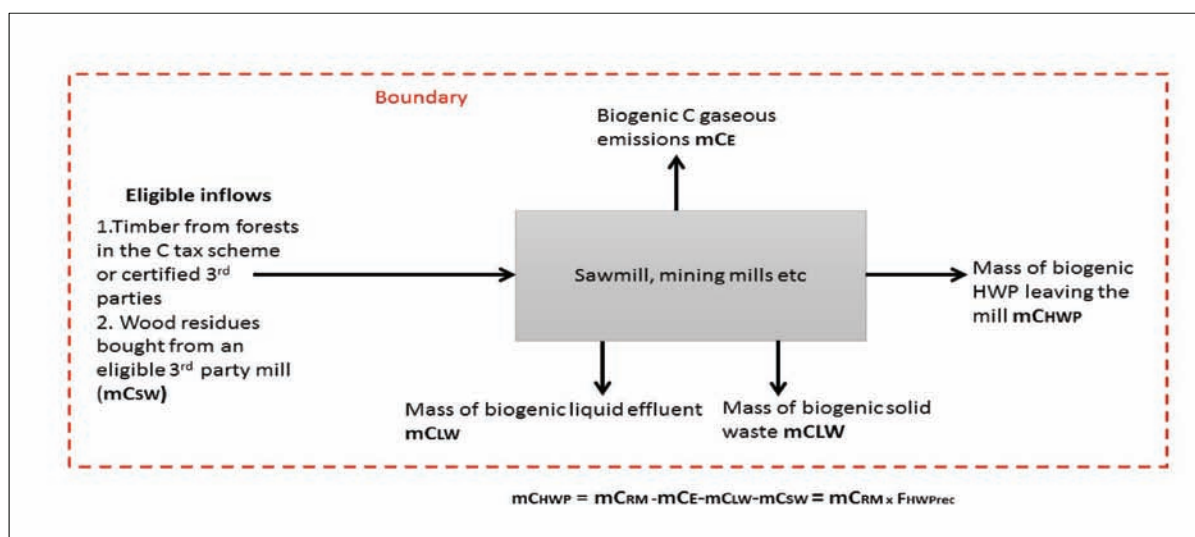 Boundary
Biogenic C gaseous
emissions mCE
Eligible inflows
1.Timber from forests
in the C tax scheme
or certified 3rd
parties
2. Wood residues
bought from an
eligible 3rd party mill
(mCsw)
Sawmill, mining mills etc
Mass of biogenic
HWP leaving the
mill mCHWP
Mass of biogenic liquid effluent
mCLW
Mass of biogenic solid
waste mCLW
mCHWP = mCRM -mCE-mCLW-mCSW= mCRM x FHWPrec